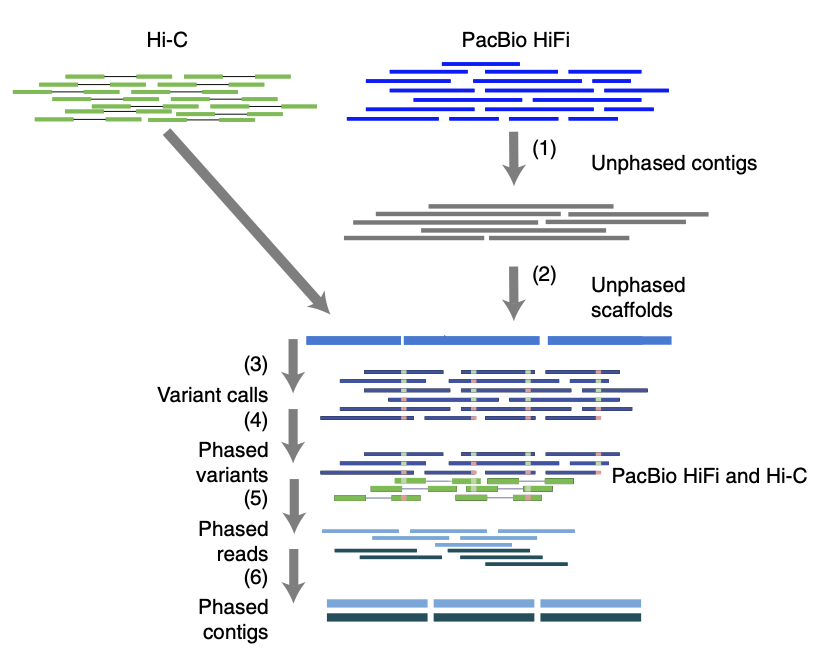 Hi-C
PacBio HiFi
(1)
Unphased contigs
(2)
Unphased
scaffolds
(3)
Variant calls
(4)
Phased
variants
PacBio HiFi and Hi-C
(5)
Phased
reads
(6)
Phased
contigs